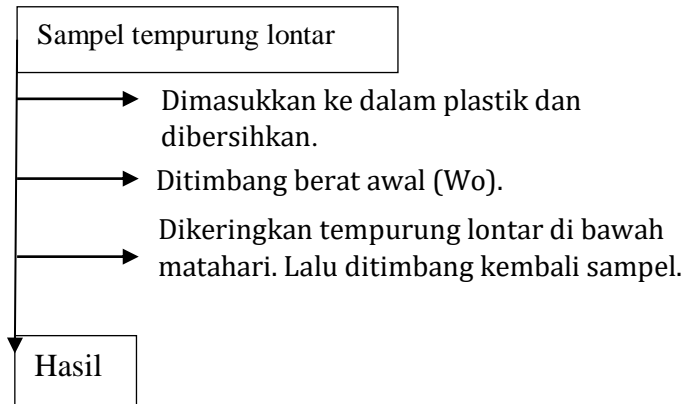 Sampel tempurung lontar
Dimasukkan ke dalam plastik dan
dibersihkan.
Ditimbang berat awal (Wo).
Dikeringkan tempurung lontar di bawah
matahari. Lalu ditimbang kembali sampel.
Hasil